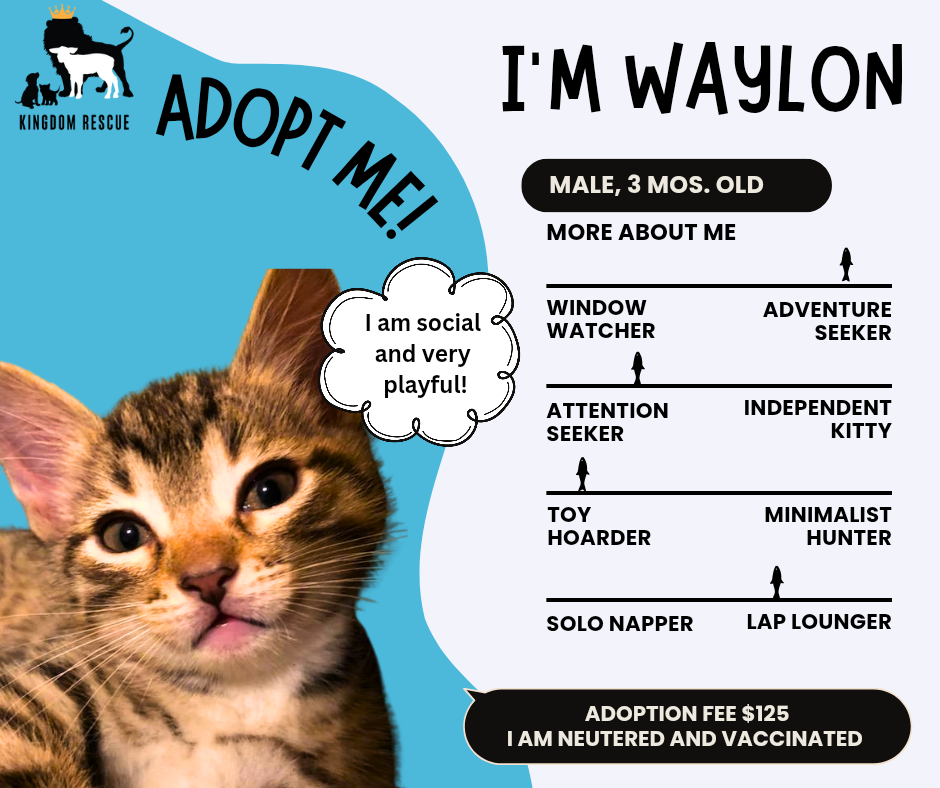 KINGDOM RESCUE
ADOPT ME!
I'M WAYLON
MALE, 3 MOS. OLD
MORE ABOUT ME
WINDOW
WATCHER
ADVENTURE
SEEKER
I am social
and very
playful!
ATTENTION
SEEKER
INDEPENDENT
KITTY
TOY
HOARDER
MINIMALIST
HUNTER
SOLO NAPPER
LAP LOUNGER
ADOPTION FEE $125
I AM NEUTERED AND VACCINATED